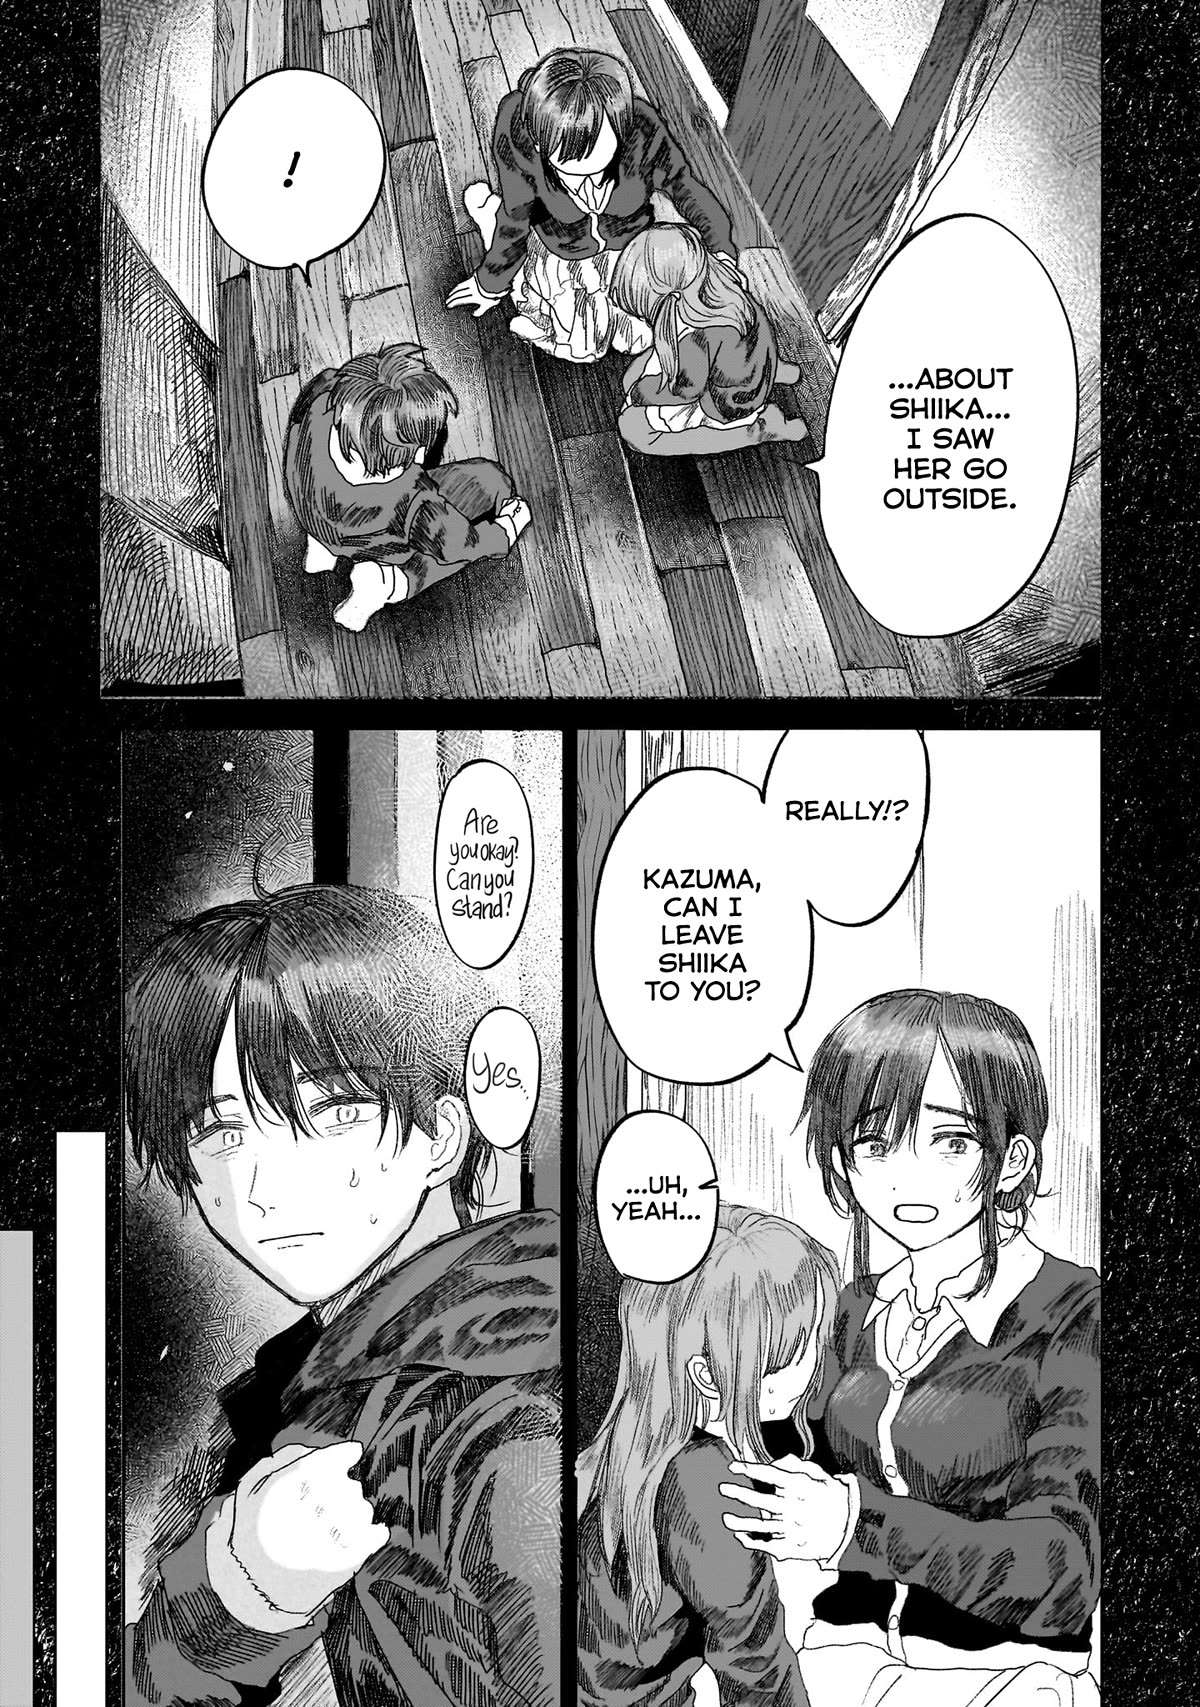 ...ABOUT
SHIIKA...
I SAW
HER GO
OUTSIDE.
!
REALLY!?
KAZUMA,
CAN I
LEAVE
SHIIKA
TO YOU?
...UH,
YEAH...
Are
you okay?
Can you
stand?
Yes..